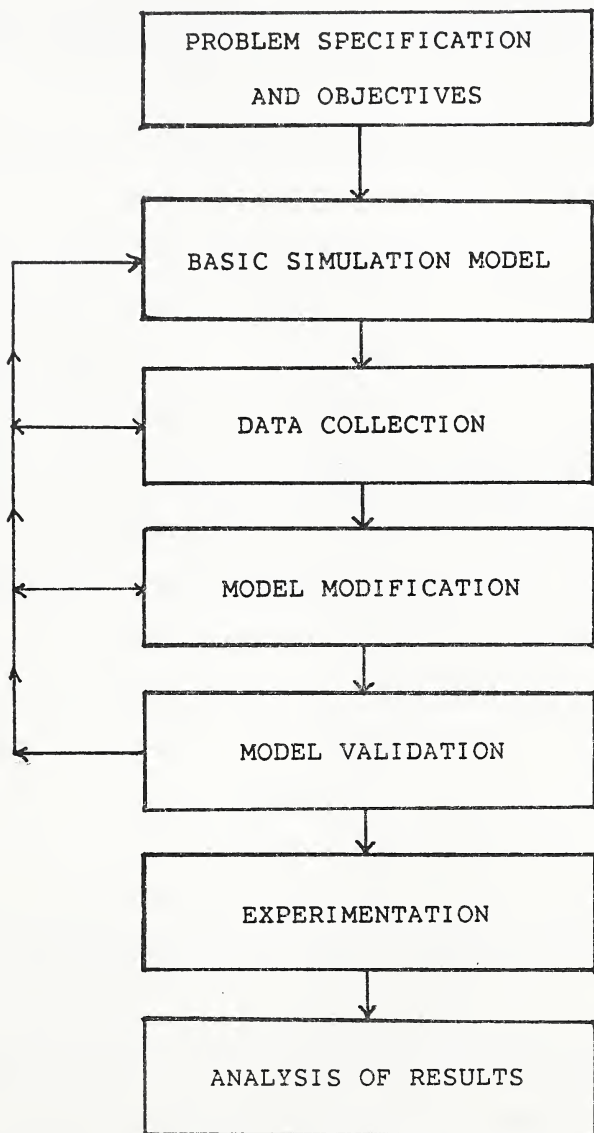 PROBLEM SPECIFICATION
AND OBJECTIVES
BASIC SIMULATION MODEL
DATA COLLECTION
MODEL MODIFICATION
MODEL VALIDATION
EXPERIMENTATION
ANALYSIS OF RESULTS